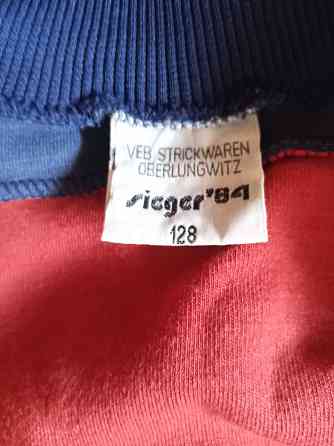 VEB STRICKWAREN
OBERLUNGWITZ
sieger'84
128